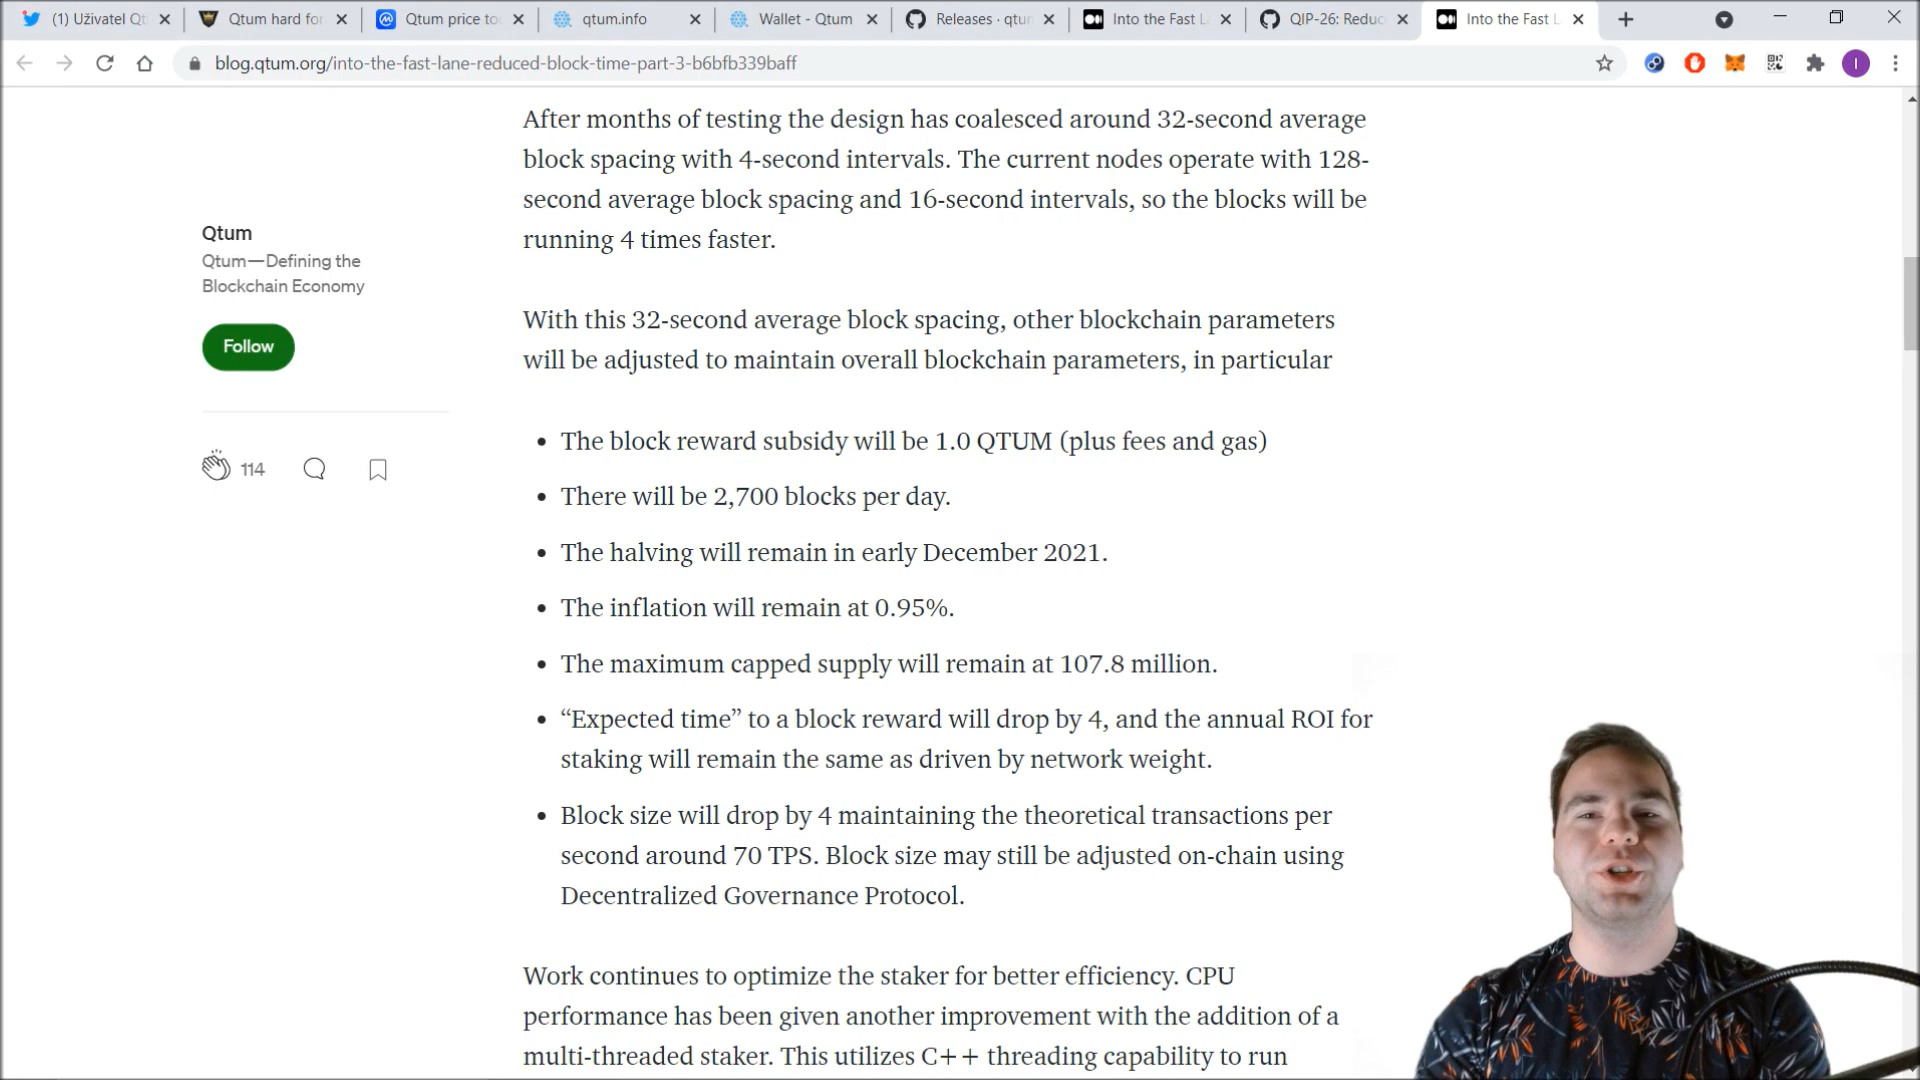 (1) Uživatel Qt
Qtum hard for
Qtum price to
qtum.info
Wallet - Qtum
Releases · qtu
Into the Fast L
QIP-26: Reduc
Into the Fast L
blog.qtum.org/into-the-fast-lane-reduced-block-time-part-3-b6bfb339baff
I
After months of testing the design has coalesced around 32-second average
block spacing with 4-second intervals. The current nodes operate with 128-
second average block spacing and 16-second intervals, so the blocks will be
running 4 times faster.
Qtum
Qtum—Defining the
Blockchain Economy
Follow
114
With this 32-second average block spacing, other blockchain parameters
will be adjusted to maintain overall blockchain parameters, in particular
• The block reward subsidy will be 1.0 QTUM (plus fees and gas)
• There will be 2,700 blocks per day.
• The halving will remain in early December 2021.
• The inflation will remain at 0.95%.
• The maximum capped supply will remain at 107.8 million.
• “Expected time” to a block reward will drop by 4, and the annual ROI for
staking will remain the same as driven by network weight.
• Block size will drop by 4 maintaining the theoretical transactions per
second around 70 TPS. Block size may still be adjusted on-chain using
Decentralized Governance Protocol.
Work continues to optimize the staker for better efficiency. CPU
performance has been given another improvement with the addition of a
multi-threaded staker. This utilizes C++ threading capability to run